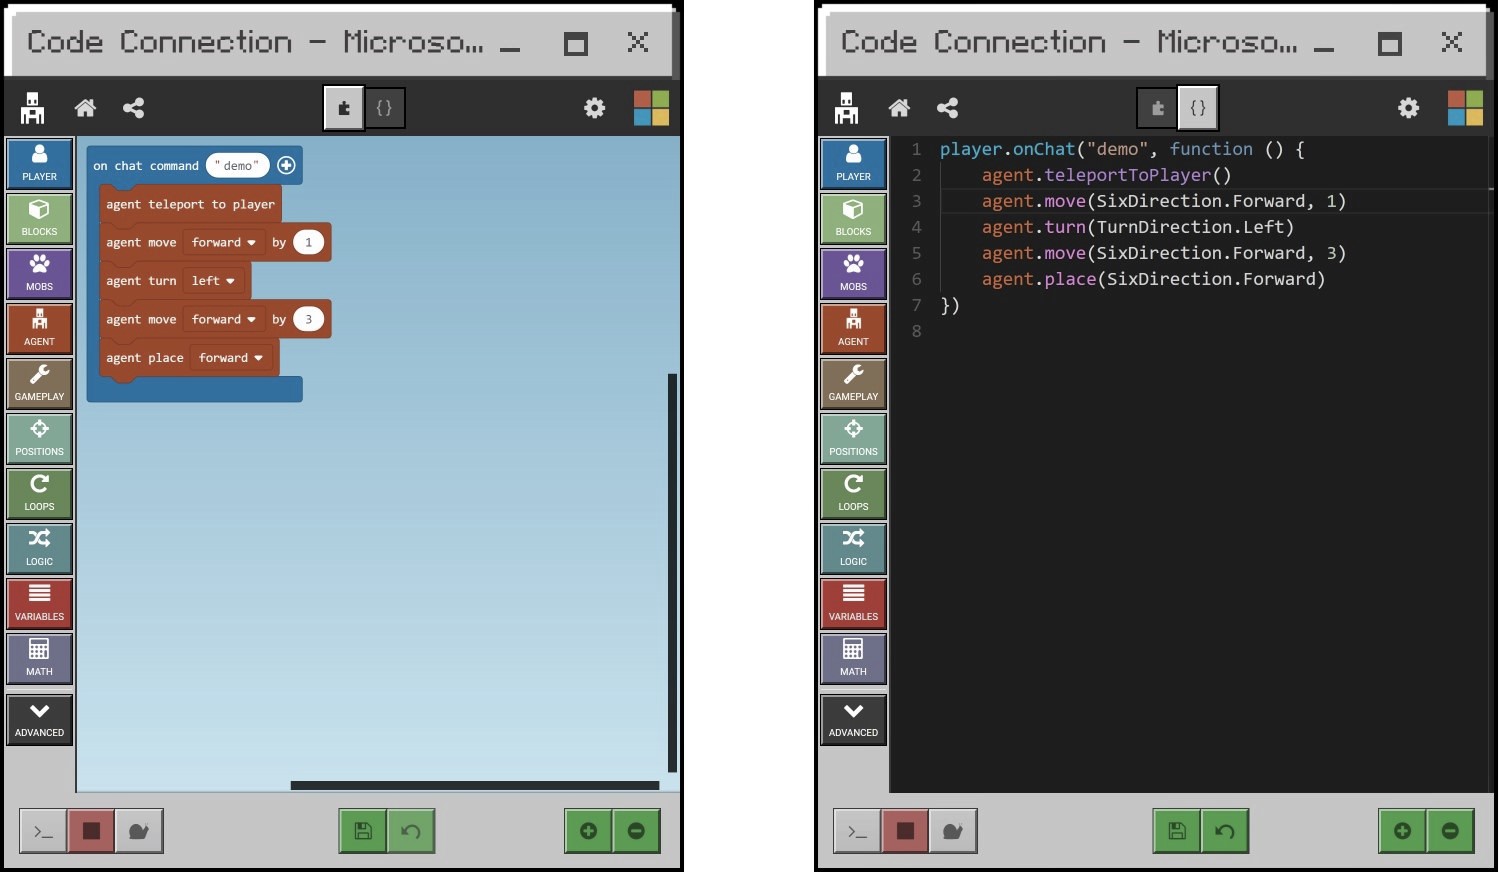 Code Connection - Microso...
{}
PLAYER
BLOCKS
MOBS
AGENT
GAMEPLAY
POSITIONS
LOOPS
LOGIC
VARIABLES
MATH
ADVANCED
on chat command "demo"
agent teleport to player
agent move forward by 1
agent turn left
agent move forward by 3
agent place forward
>_
Code Connection - Microso...
{}
PLAYER
BLOCKS
MOBS
AGENT
GAMEPLAY
POSITIONS
LOOPS
LOGIC
VARIABLES
MATH
ADVANCED
1 player.onChat("demo", function () {
2 agent.teleportToPlayer()
3 agent.move(SixDirection.Forward, 1)
4 agent.turn(TurnDirection.Left)
5 agent.move(SixDirection.Forward, 3)
6 agent.place(SixDirection.Forward)
7 })
8
>_